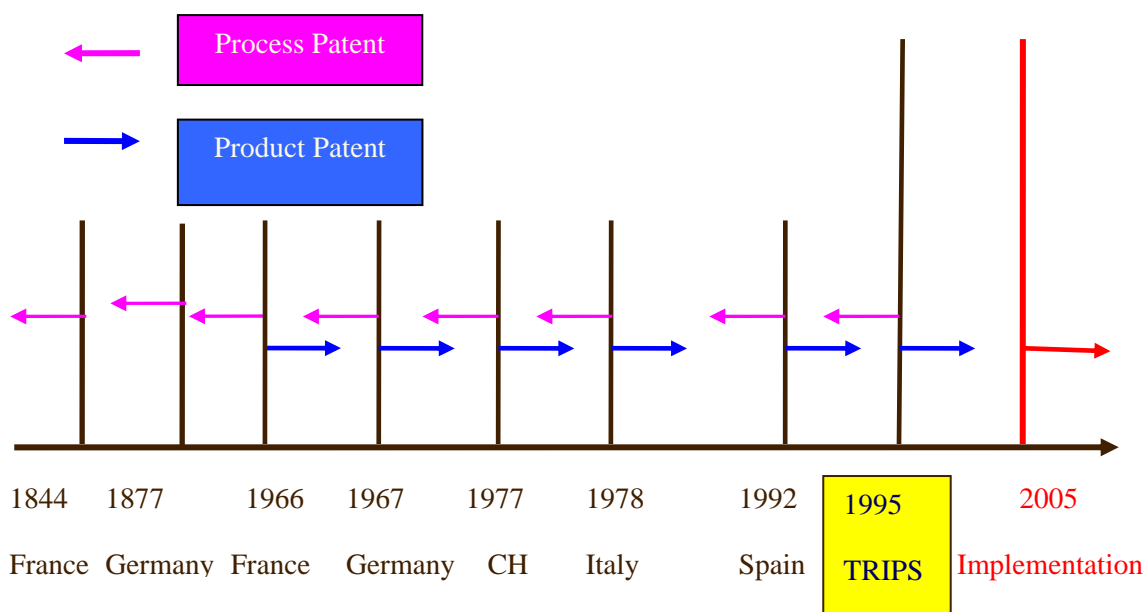 Process Patent
Product Patent
1844 1877 1966 1967 1977 1978 1992 1995 2005
France Germany France Germany CH Italy Spain TRIPS Implementation